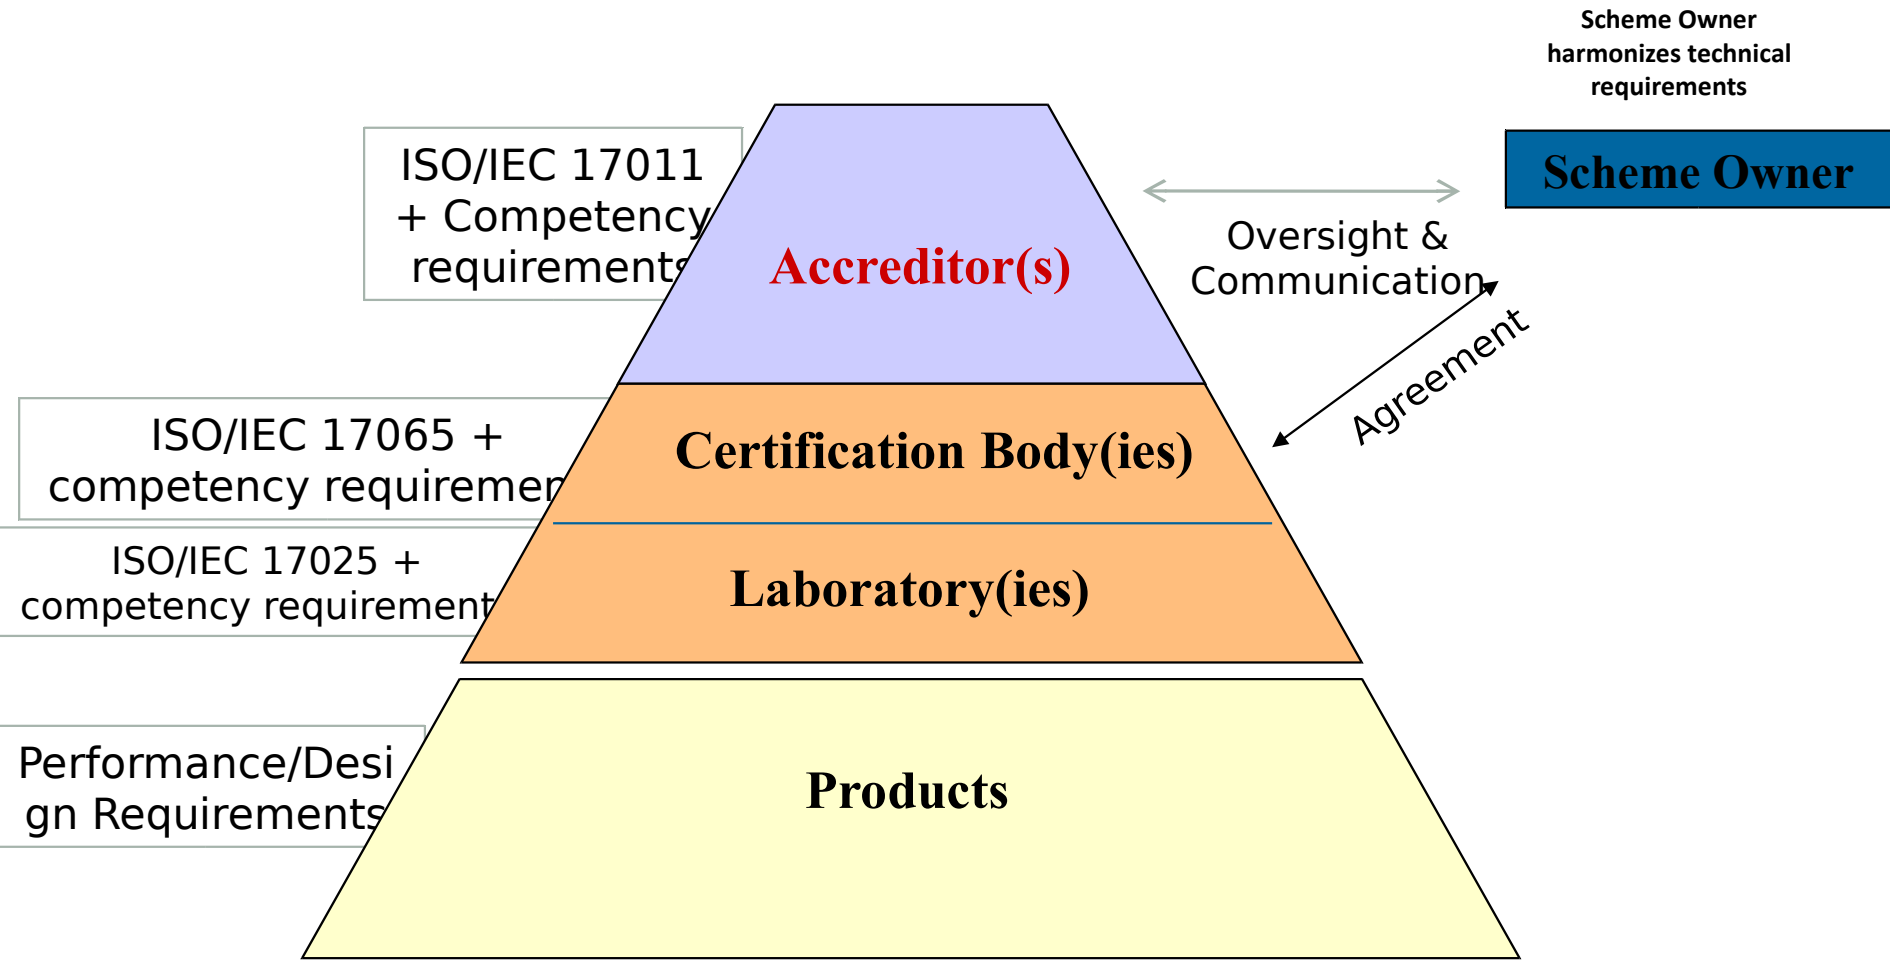 Scheme Owner
harmonizes technical
requirements
Scheme Owner
ISO/IEC 17011
+ Competency
requirements
Accreditor(s)
Oversight &
Communication
Agreement
ISO/IEC 17065 +
competency requiremen
Certification Body(ies)
ISO/IEC 17025 +
competency requirement
Laboratory(ies)
Performance/Desi
gn Requirements
Products